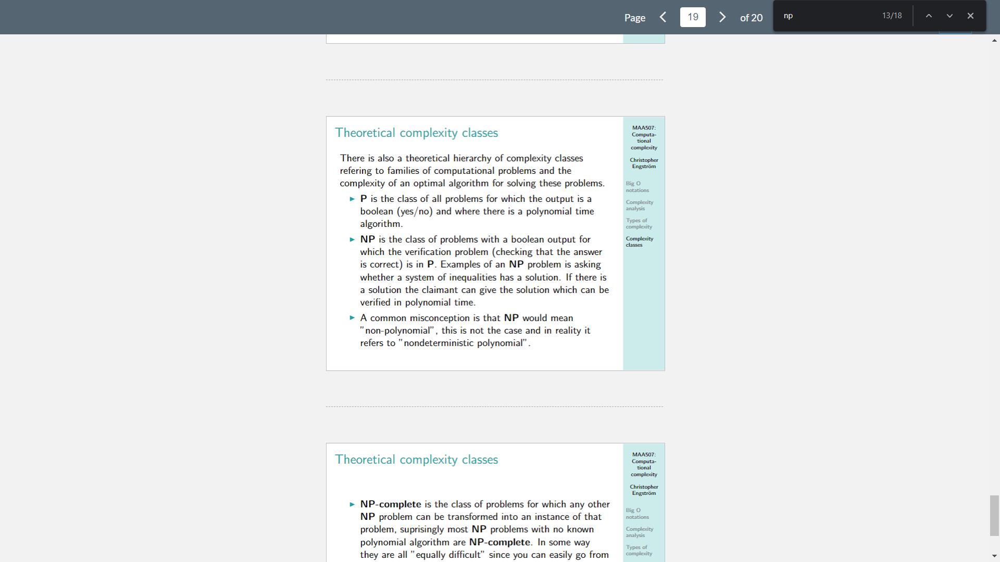 Page 19 of 20
np 13/18
Theoretical complexity classes
There is also a theoretical hierarchy of complexity classes
refering to families of computational problems and the
complexity of an optimal algorithm for solving these problems.
► P is the class of all problems for which the output is a
boolean (yes/no) and where there is a polynomial time
algorithm.
► NP is the class of problems with a boolean output for
which the verification problem (checking that the answer
is correct) is in P. Examples of an NP problem is asking
whether a system of inequalities has a solution. If there is
a solution the claimant can give the solution which can be
verified in polynomial time.
► A common misconception is that NP would mean
"non-polynomial", this is not the case and in reality it
refers to "nondeterministic polynomial".
MAA507:
Computa-
tional
complexity
Christopher
Engström
Big O
notations
Complexity
analysis
Types of
complexity
Complexity
classes
Theoretical complexity classes
► NP-complete is the class of problems for which any other
NP problem can be transformed into an instance of that
problem, suprisingly most NP problems with no known
polynomial algorithm are NP-complete. In some way
they are all "equally difficult" since you can easily go from
MAA507:
Computa-
tional
complexity
Christopher
Engström
Big O
notations
Complexity
analysis
Types of
complexity